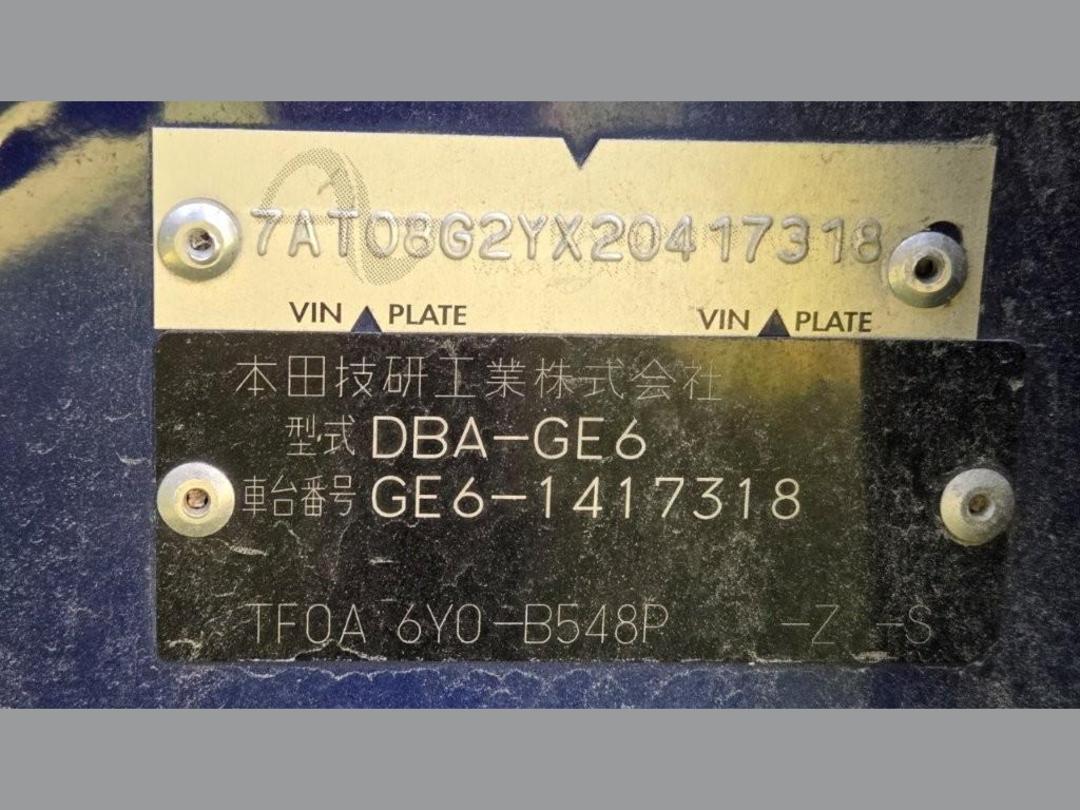 7AT08G2YX20417318
VIN ▲ PLATE VIN ▲ PLATE
本田技研工業株式会社
型式 DBA-GE6
車台番号 GE6-1417318
TF0A 6Y0-B548P -Z -S